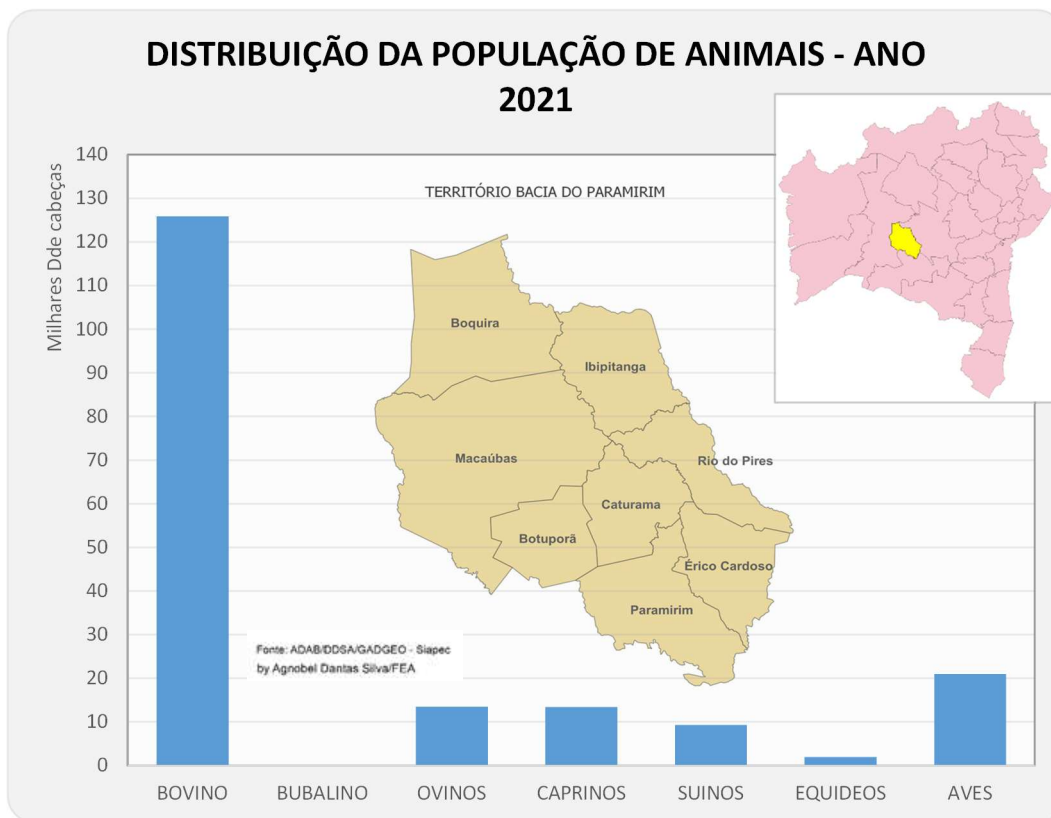 DISTRIBUIÇÃO DA POPULAÇÃO DE ANIMAIS - ANO
2021
Milhares Dde cabeças
140
130
120
110
100
90
80
70
60
50
40
30
20
10
0
TERRITÓRIO BACIA DO PARAMIRIM
Boquira
Ibipitanga
Macaúbas
Rio do Pires
Caturama
Botuporã
Érico Cardoso
Paramirim
Fonte: ADAB/DDSA/GADGEO - Siapec
by Agnobel Dantas Silva/FEA
BOVINO BUBALINO OVINOS CAPRINOS SUINOS EQUIDEOS AVES